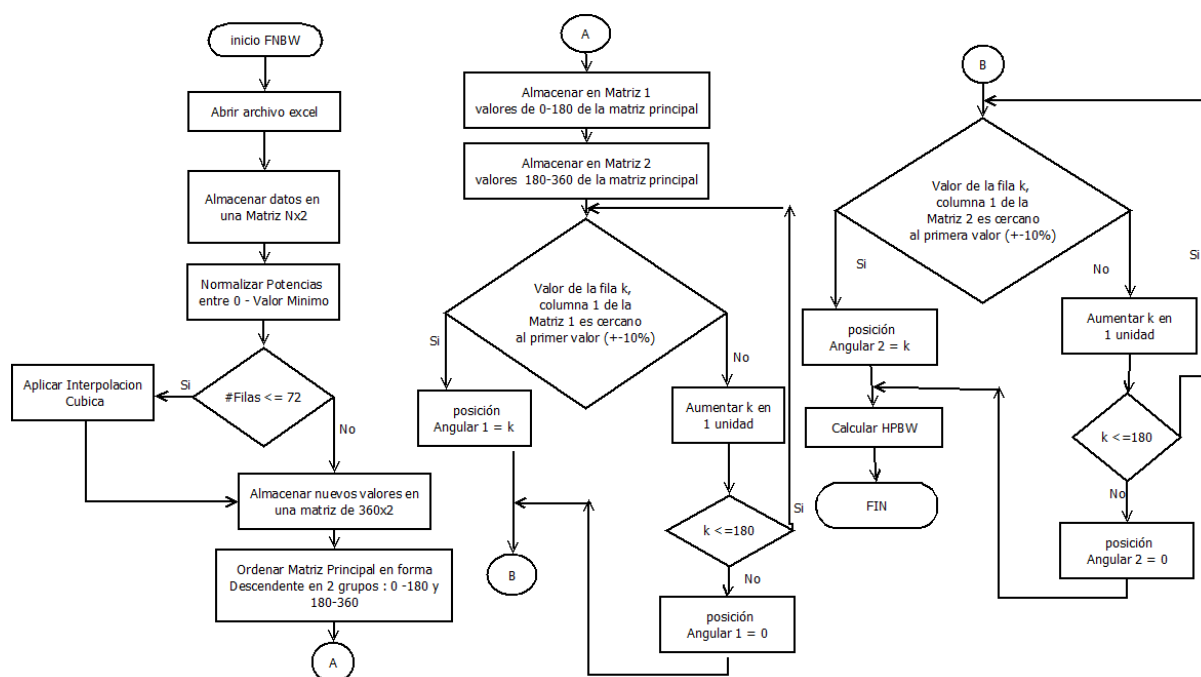 inicio FNBW
Abrir archivo excel
Almacenar datos en
una Matriz Nx2
Normalizar Potencias
entre 0 - Valor Minimo
#Filas <= 72
Si
No
Aplicar Interpolacion
Cubica
Almacenar nuevos valores en
una matriz de 360x2
Ordenar Matriz Principal en forma
Descendente en 2 grupos : 0 -180 y
180-360
A
A
Almacenar en Matriz 1
valores de 0-180 de la matriz principal
Almacenar en Matriz 2
valores 180-360 de la matriz principal
Valor de la fila k,
columna 1 de la
Matriz 1 es cercano
al primer valor (+-10%)
Si
No
posición
Angular 1 = k
Aumentar k en
1 unidad
k <=180
Si
No
posición
Angular 1 = 0
B
B
Valor de la fila k,
columna 1 de la
Matriz 2 es cercano
al primera valor (+-10%)
Si
No
Si
posición
Angular 2 = k
Aumentar k en
1 unidad
Calcular HPBW
k <=180
No
FIN
posición
Angular 2 = 0